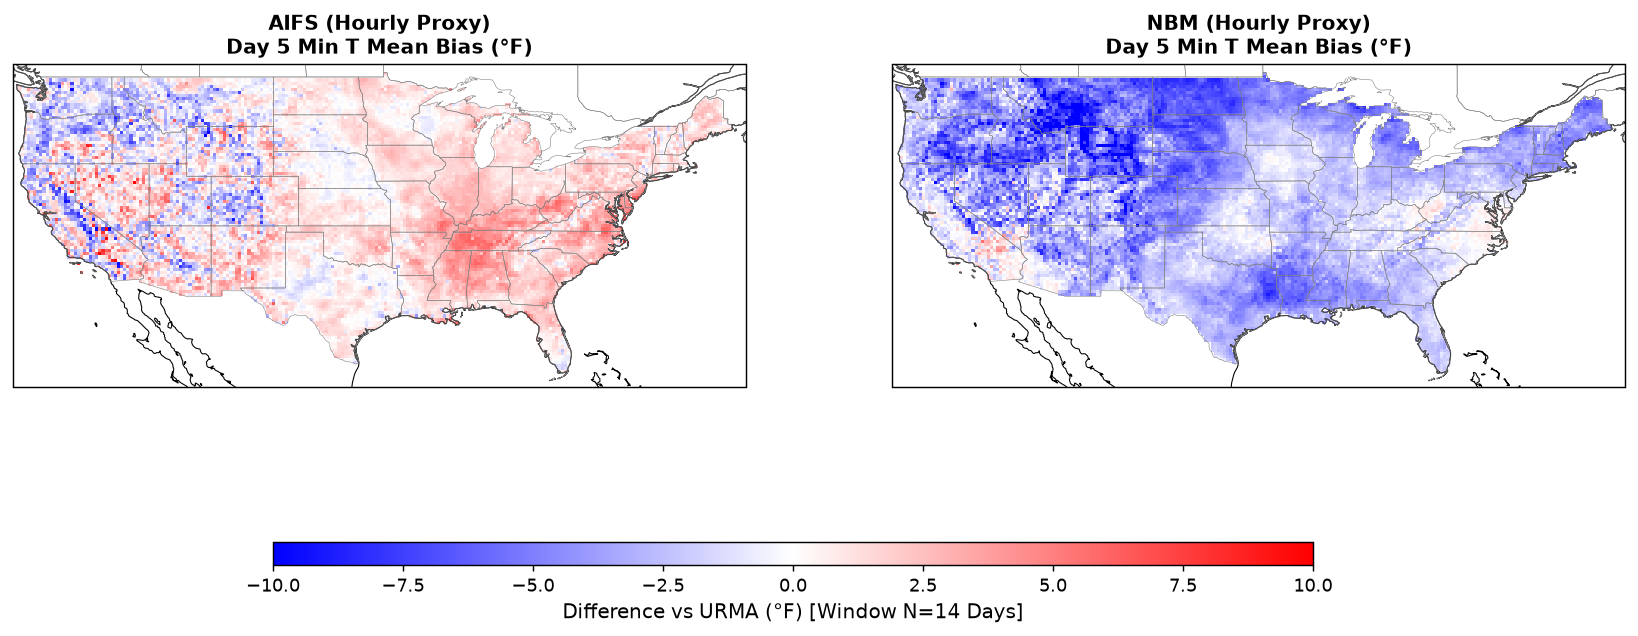 AIFS (Hourly Proxy)
Day 5 Min T Mean Bias (°F)
NBM (Hourly Proxy)
Day 5 Min T Mean Bias (°F)
−10.0 −7.5 −5.0 −2.5 0.0 2.5 5.0 7.5 10.0
Difference vs URMA (°F) [Window N=14 Days]